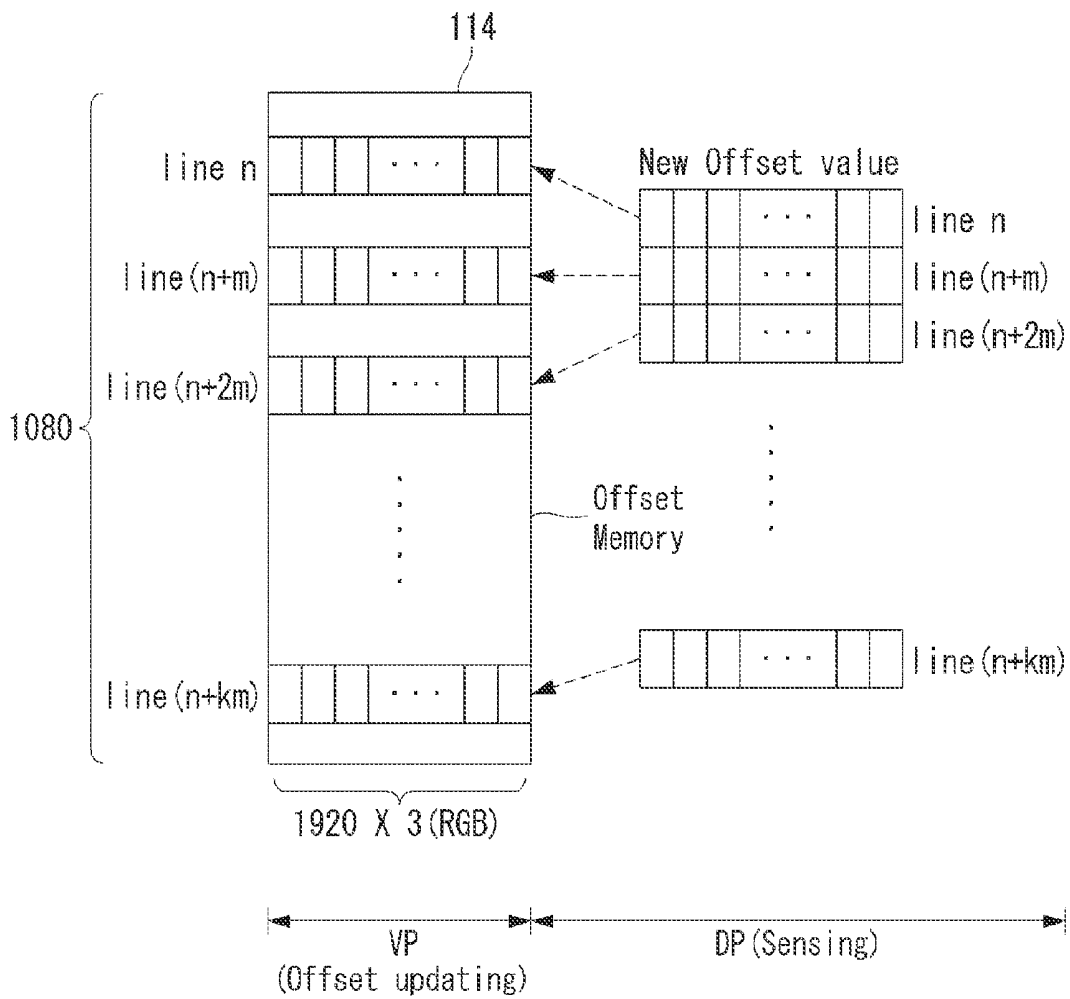 114
line n
New Offset value
line n
line(n+m)
line(n+m)
line(n+2m)
line(n+2m)
1080
Offset
Memory
line(n+km)
line(n+km)
1920 X 3(RGB)
VP
(Offset updating)
DP(Sensing)